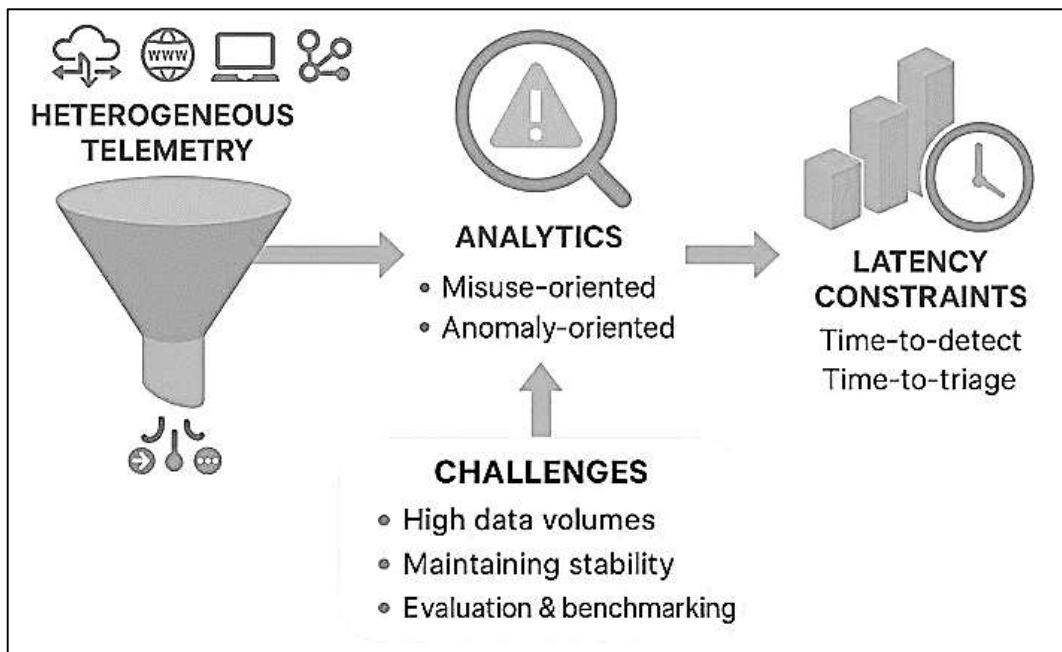 WWW
HETEROGENEOUS
TELEMETRY
ANALYTICS
• Misuse-oriented
• Anomaly-oriented
LATENCY
CONSTRAINTS
Time-to-detect
Time-to-triage
CHALLENGES
• High data volumes
• Maintaining stability
• Evaluation & benchmarking